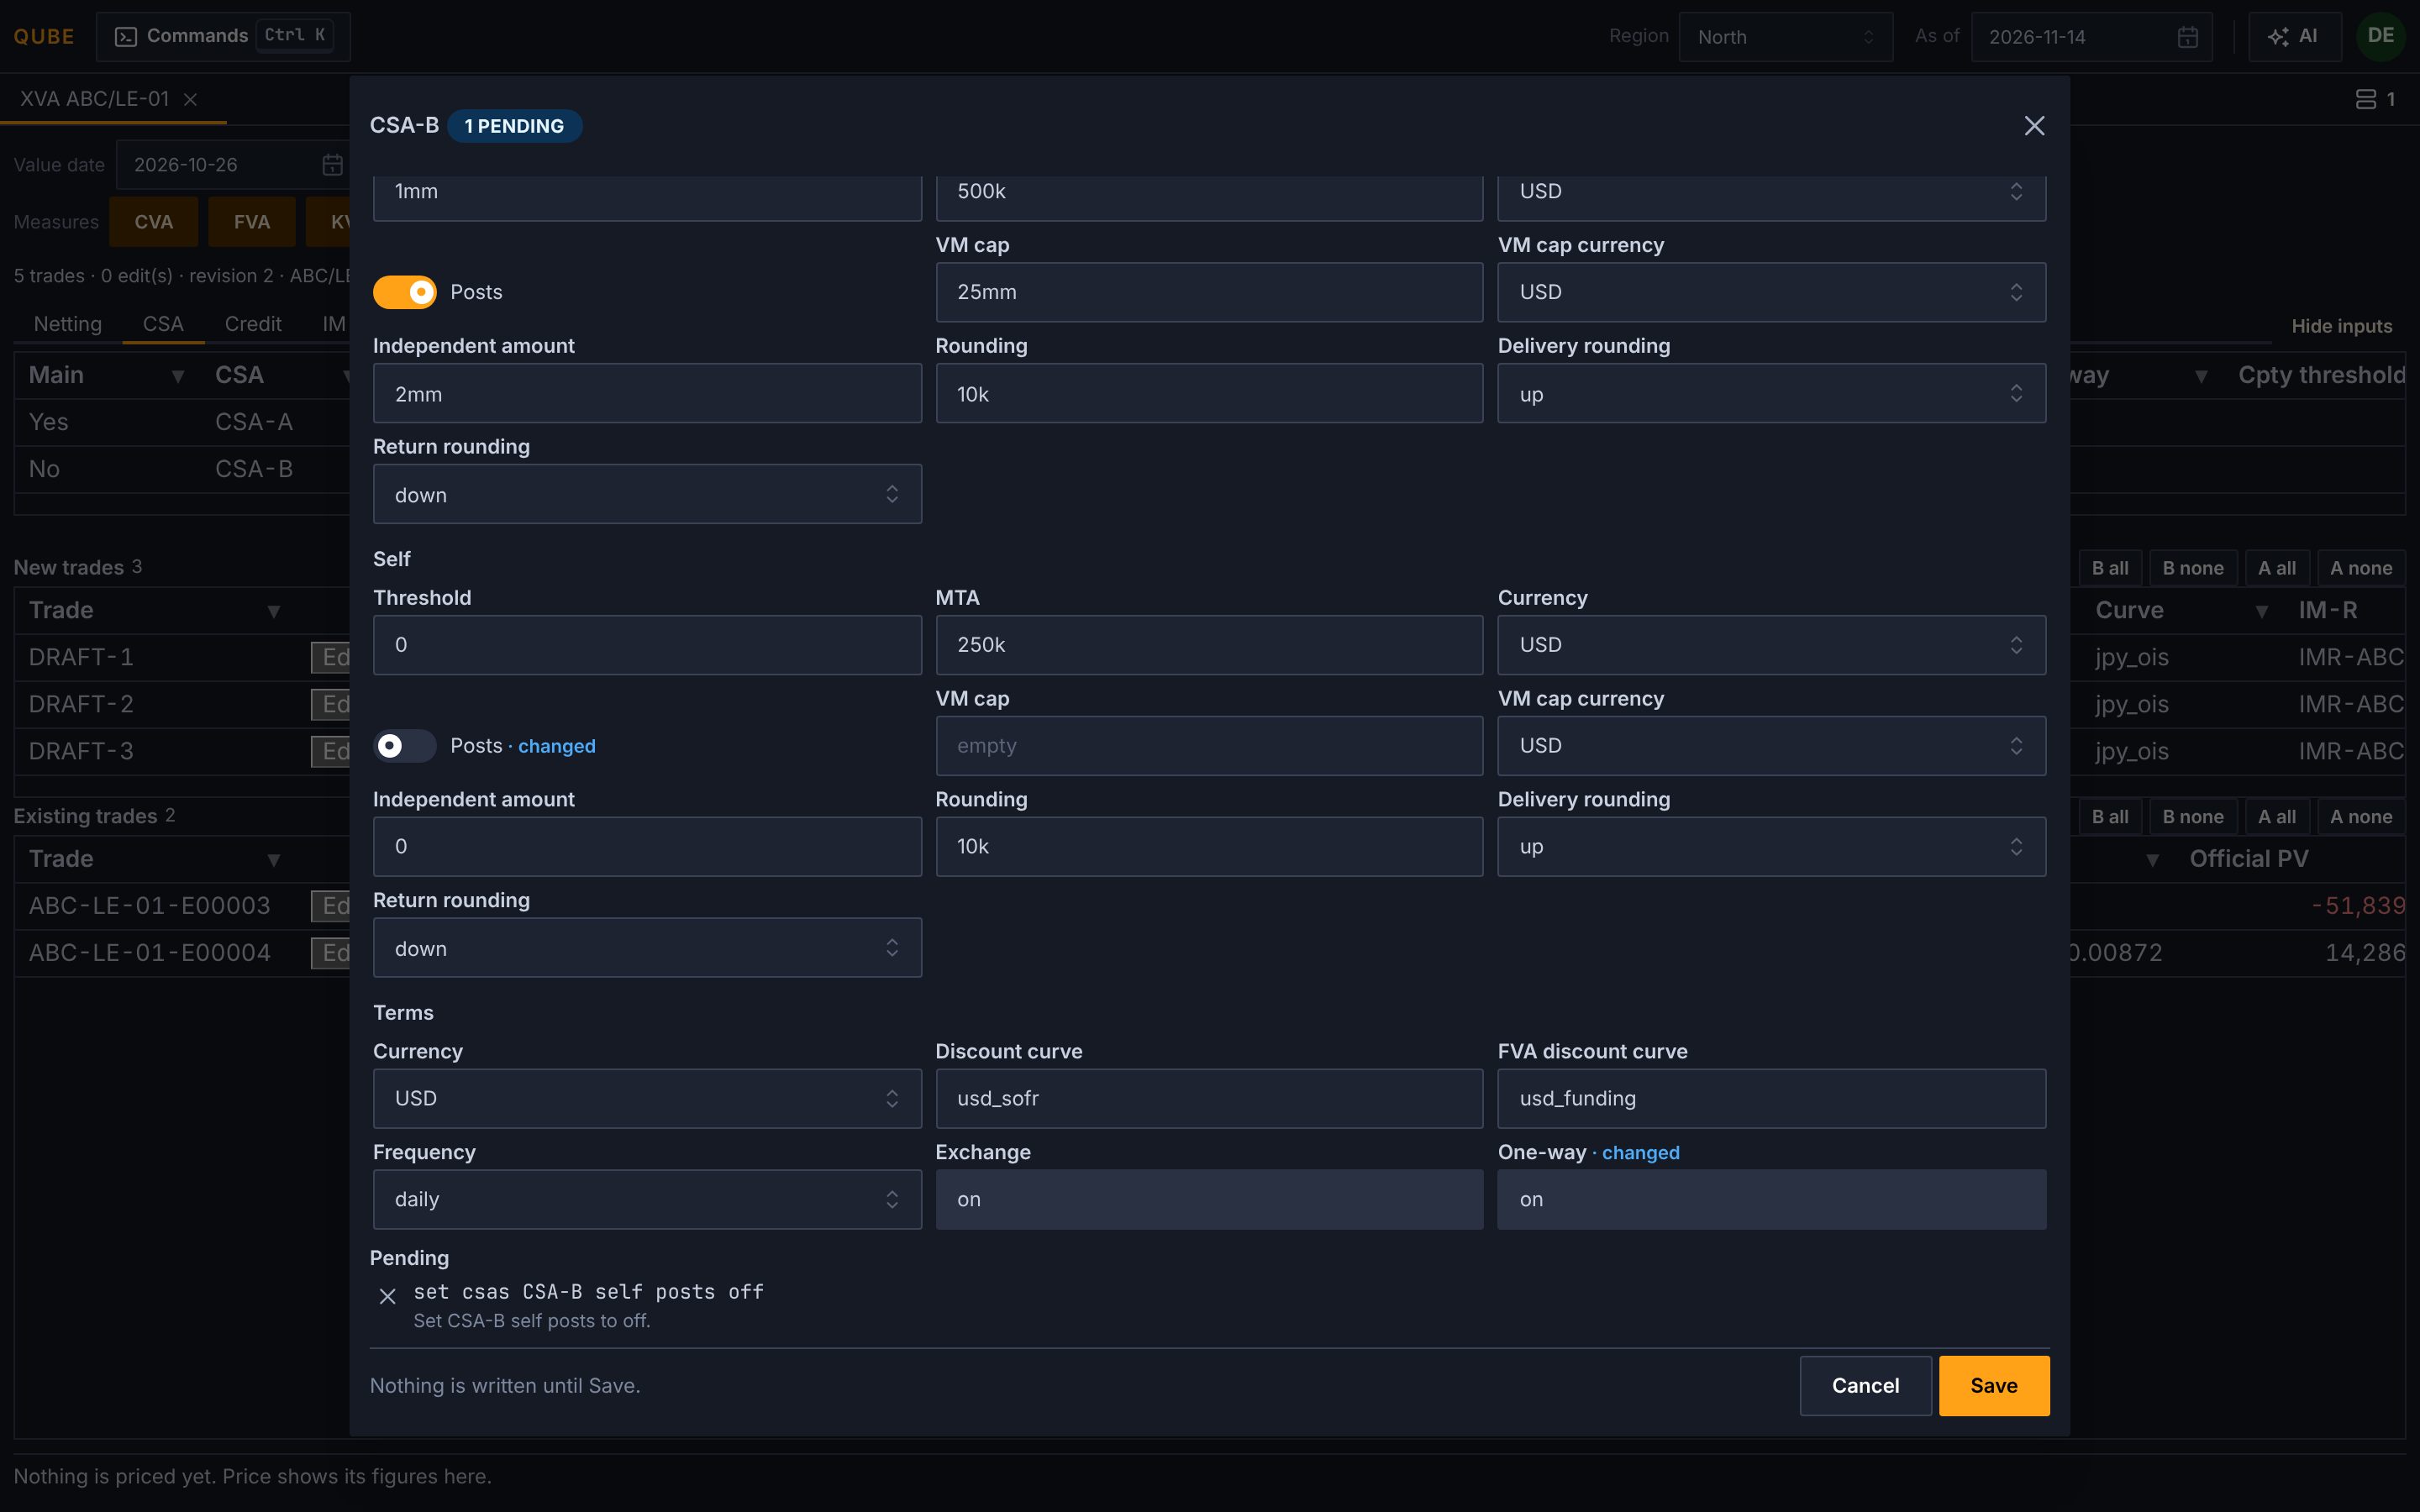 QUBE Commands Ctrl K Region North As of 2026-11-14 AI DE
XVA ABC/LE-01 1
Value date 2026-10-26
Measures CVA FVA
5 trades · 0 edit(s) · revision 2 · ABC/LE
Netting CSA Credit IM Hide inputs
Main CSA Cpty threshold
Yes CSA-A
No CSA-B
New trades 3 B all B none A all A none
Trade Curve IM-R
DRAFT-1 Ed jpy_ois IMR-ABC
DRAFT-2 Ed jpy_ois IMR-ABC
DRAFT-3 Ed jpy_ois IMR-ABC
Existing trades 2 B all B none A all A none
Trade Official PV
ABC-LE-01-E00003 Ed -51,839
ABC-LE-01-E00004 Ed 0.00872 14,286
Nothing is priced yet. Price shows its figures here.
CSA-B 1 PENDING
1mm 500k USD
VM cap VM cap currency
Posts 25mm USD
Independent amount Rounding Delivery rounding
2mm 10k up
Return rounding
down
Self
Threshold MTA Currency
0 250k USD
VM cap VM cap currency
Posts · changed empty USD
Independent amount Rounding Delivery rounding
0 10k up
Return rounding
down
Terms
Currency Discount curve FVA discount curve
USD usd_sofr usd_funding
Frequency Exchange One-way · changed
daily on on
Pending
set csas CSA-B self posts off
Set CSA-B self posts to off.
Nothing is written until Save. Cancel Save